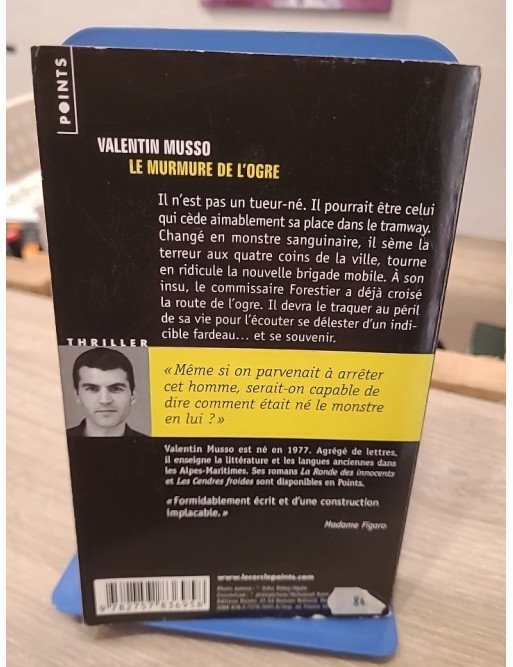 POINTS
VALENTIN MUSSO
LE MURMURE DE L'OGRE
Il n'est pas un tueur-né. Il pourrait être celui
qui cède aimablement sa place dans le tramway.
Changé en monstre sanguinaire, il sème la
terreur aux quatre coins de la ville, tourne
en ridicule la nouvelle brigade mobile. À son
insu, le commissaire Forestier a déjà croisé
la route de l'ogre. Il devra le traquer au péril
de sa vie pour l'écouter se délester d'un indi-
cible fardeau... et se souvenir.
THRILLER
« Même si on parvenait à arrêter
cet homme, serait-on capable de
dire comment était né le monstre
en lui ? »
Valentin Musso est né en 1977. Agrégé de lettres,
il enseigne la littérature et les langues anciennes dans
les Alpes-Maritimes. Ses romans La Ronde des innocents
et Les Cendres froides sont disponibles en Points.
« Formidablement écrit et d'une construction
implacable. »
Madame Figaro
www.lecerclepoints.com
9 782757 836958
8€